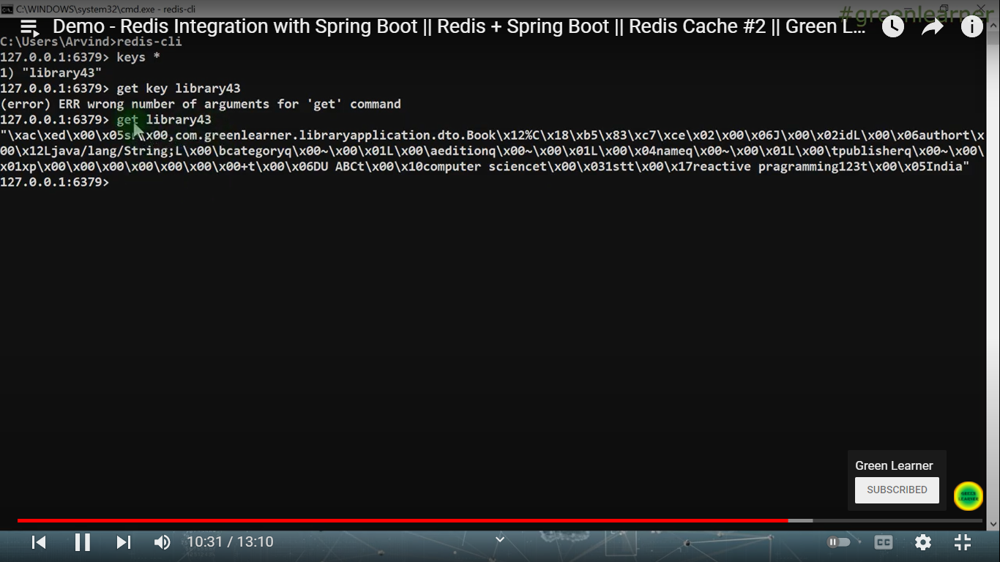 C:\WINDOWS\system32\cmd.exe - redis-cli
#greenlearner
Demo - Redis Integration with Spring Boot || Redis + Spring Boot || Redis Cache #2 || Green L...
C:\Users\Arvind>redis-cli
127.0.0.1:6379> keys *
1) "library43"
127.0.0.1:6379> get key library43
(error) ERR wrong number of arguments for 'get' command
127.0.0.1:6379> get library43
"\xac\xed\x00\x05sr\x00,com.greenlearner.libraryapplication.dto.Book\x12%C\x18\xb5\x83\xc7\xce\x02\x00\x06J\x00\x02idL\x00\x06authort\x
00\x12Ljava/lang/String;L\x00\bcategoryq\x00~\x00\x01L\x00\aeditionq\x00~\x00\x01L\x00\x04nameq\x00~\x00\x01L\x00\tpublisherq\x00~\x00\
x01xp\x00\x00\x00\x00\x00\x00\x00+t\x00\x06DU ABCt\x00\x10computer sciencet\x00\x031stt\x00\x17reactive pragramming123t\x00\x05India"
127.0.0.1:6379>
Green Learner
SUBSCRIBED
GREEN
LEARNER
10:31 / 13:10
CC